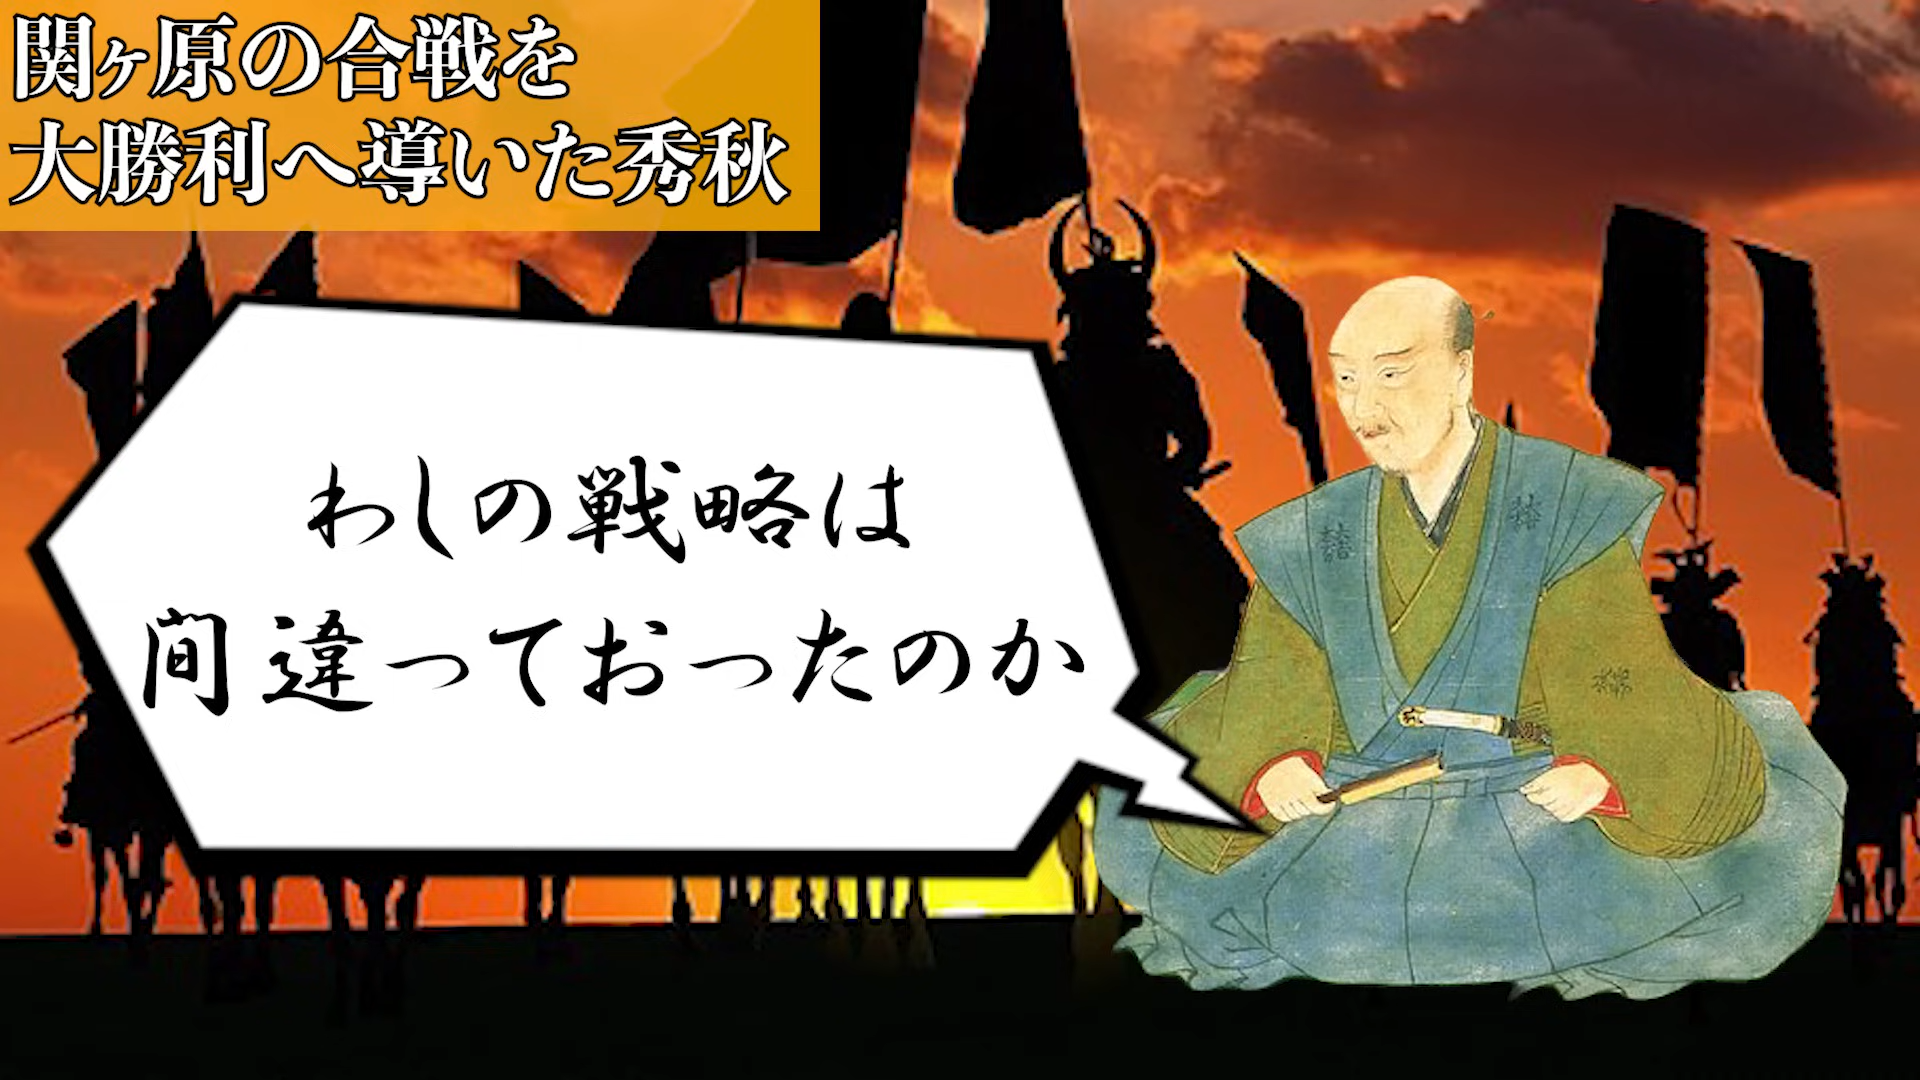 関ヶ原の合戦を
大勝利へ導いた秀秋
わしの戦略は
間違っておったのか